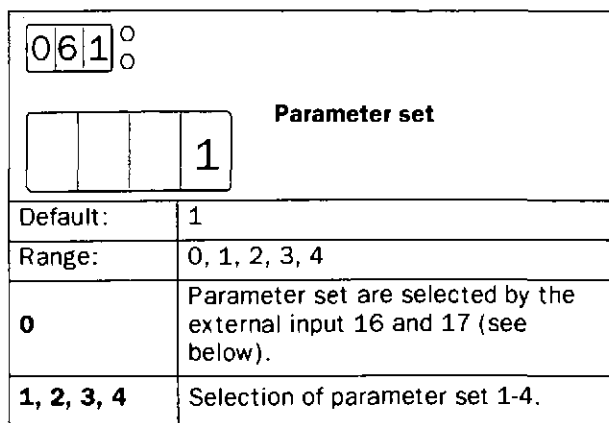 061
Parameter set
1
Default: 1
Range: 0, 1, 2, 3, 4
0 Parameter set are selected by the
external input 16 and 17 (see
below).
1, 2, 3, 4 Selection of parameter set 1-4.